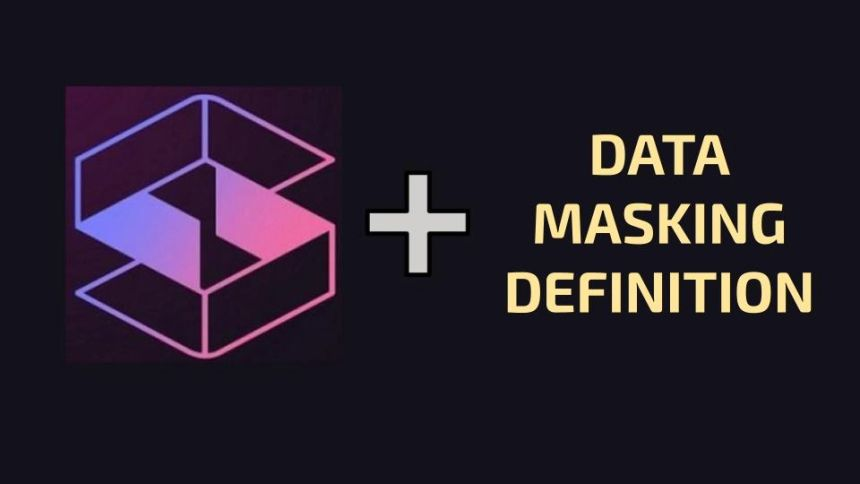 DATA
MASKING
DEFINITION